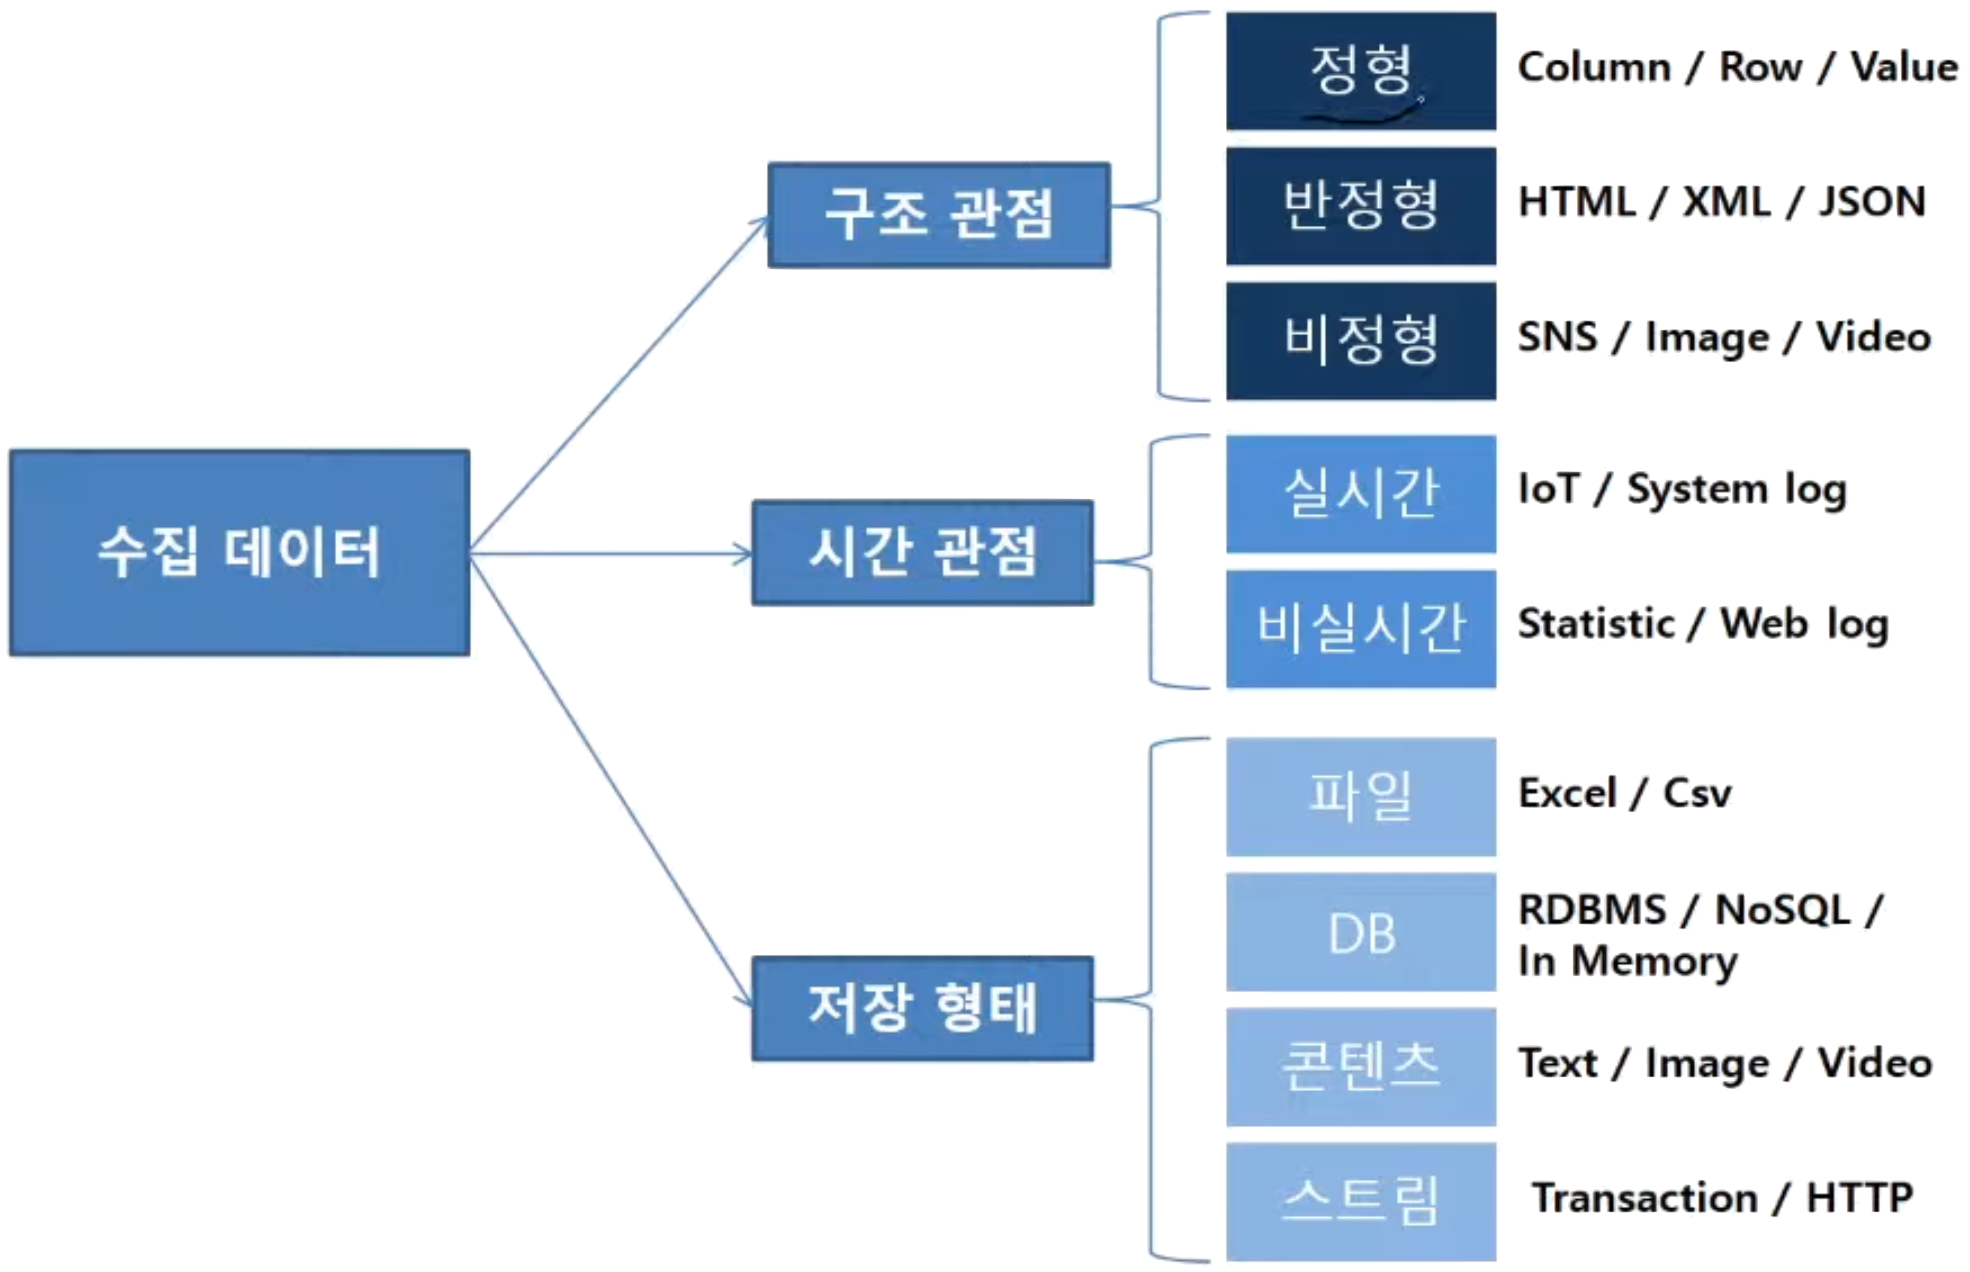 수집 데이터
구조 관점
정형
Column / Row / Value
반정형
HTML / XML / JSON
비정형
SNS / Image / Video
시간 관점
실시간
IoT / System log
비실시간
Statistic / Web log
저장 형태
파일
Excel / Csv
DB
RDBMS / NoSQL /
In Memory
콘텐츠
Text / Image / Video
스트림
Transaction / HTTP